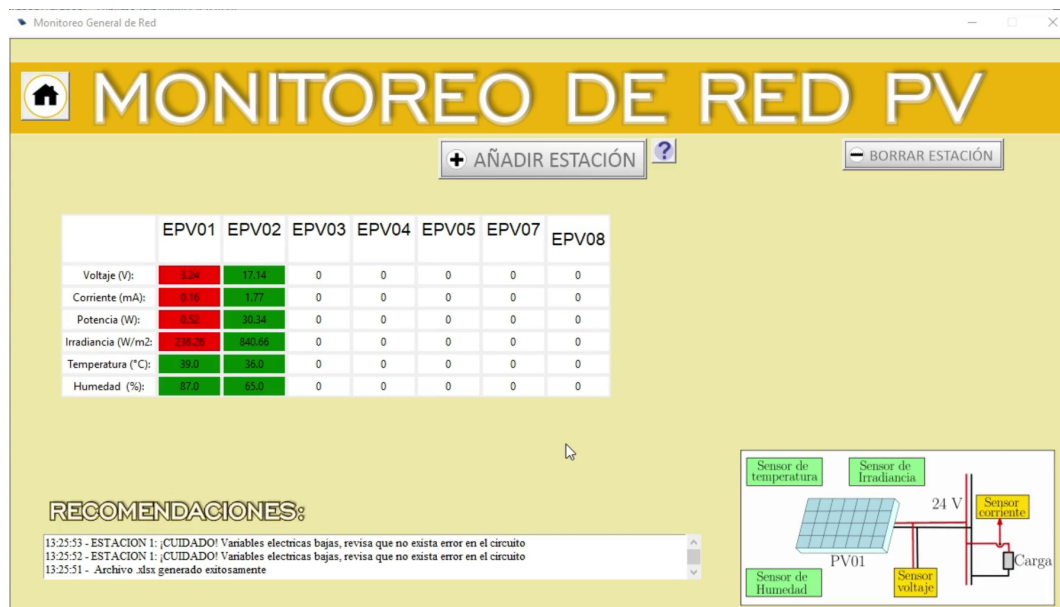 Monitoreo General de Red
MONITOREO DE RED PV
AÑADIR ESTACIÓN
?
BORRAR ESTACIÓN
EPV01 EPV02 EPV03 EPV04 EPV05 EPV07 EPV08
Voltaje (V): 3.24 17.14 0 0 0 0 0
Corriente (mA): 0.16 1.77 0 0 0 0 0
Potencia (W): 0.52 30.34 0 0 0 0 0
Irradiancia (W/m2: 236.26 840.66 0 0 0 0 0
Temperatura (°C): 39.0 36.0 0 0 0 0 0
Humedad (%): 87.0 65.0 0 0 0 0 0
RECOMENDACIONES:
13:25:53 - ESTACION 1: ¡CUIDADO! Variables electricas bajas, revisa que no exista error en el circuito
13:25:52 - ESTACION 1: ¡CUIDADO! Variables electricas bajas, revisa que no exista error en el circuito
13:25:51 - Archivo .xlsx generado exitosamente
Sensor de
temperatura
Sensor de
Irradiancia
24 V
Sensor
corriente
PV01
Carga
Sensor de
Humedad
Sensor
voltaje